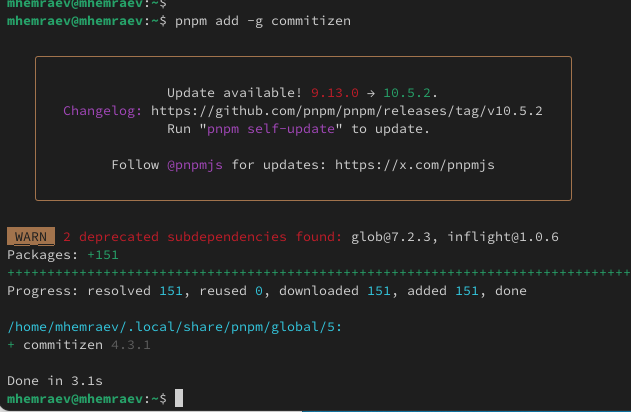 mhemraev@mhemraev:~$
mhemraev@mhemraev:~$ pnpm add -g commitizen
Update available! 9.13.0 → 10.5.2.
Changelog: https://github.com/pnpm/pnpm/releases/tag/v10.5.2
Run "pnpm self-update" to update.
Follow @pnpmjs for updates: https://x.com/pnpmjs
WARN 2 deprecated subdependencies found: glob@7.2.3, inflight@1.0.6
Packages: +151
++++++++++++++++++++++++++++++++++++++++++++++++++++++++++++++++++++++++++++++
Progress: resolved 151, reused 0, downloaded 151, added 151, done
/home/mhemraev/.local/share/pnpm/global/5:
+ commitizen 4.3.1
Done in 3.1s
mhemraev@mhemraev:~$